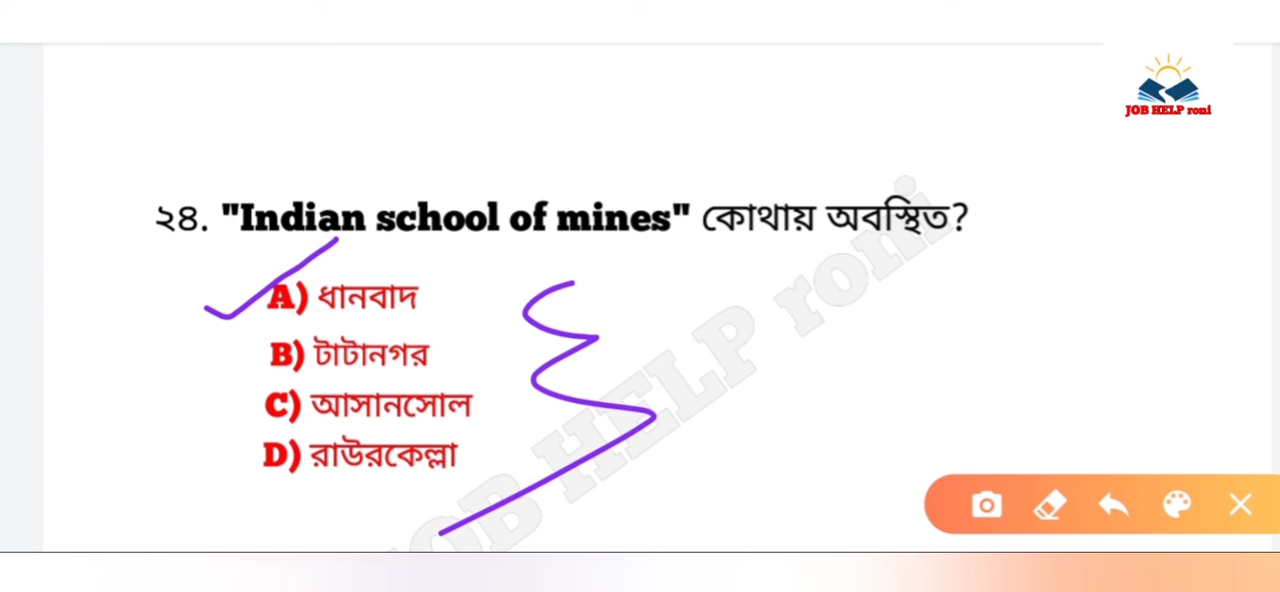 JOB HELP roni
২৪. "Indian school of mines" কোথায় অবস্থিত?
A) ধানবাদ
B) টাটানগর
C) আসানসোল
D) রাউরকেল্লা
JOB HELP roni